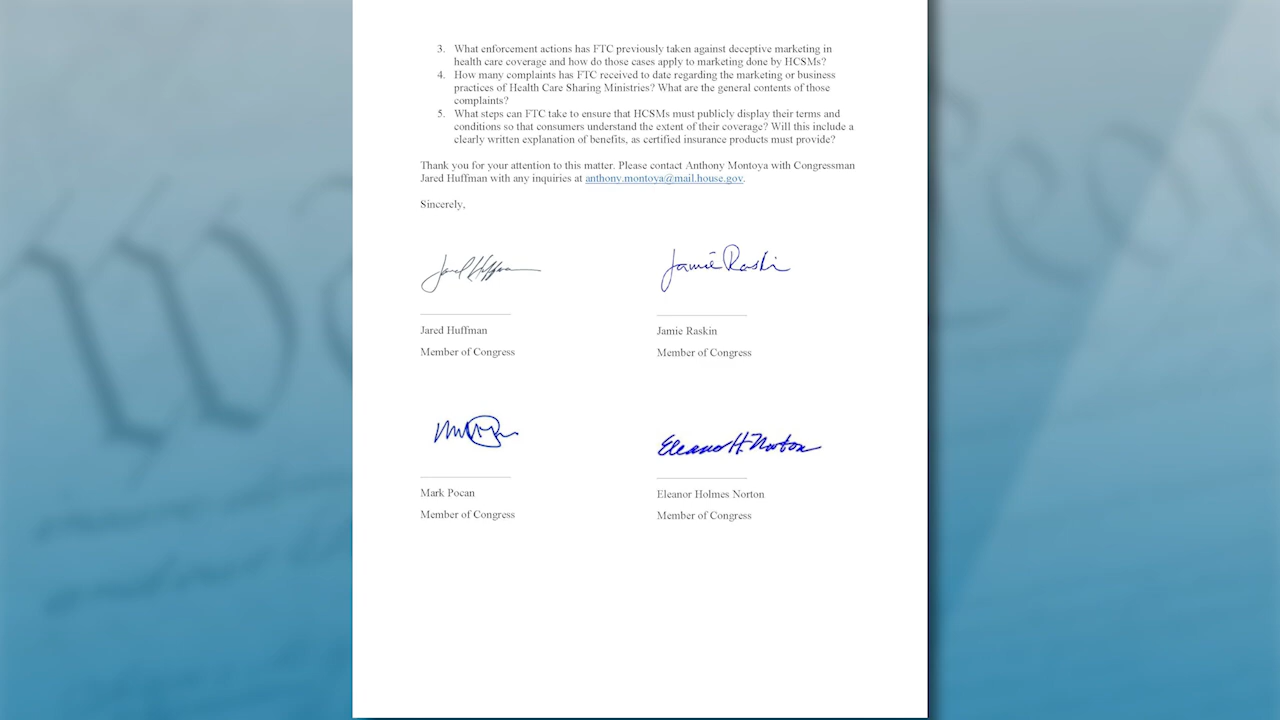 3. What enforcement actions has FTC previously taken against deceptive marketing in
health care coverage and how do those cases apply to marketing done by HCSMs?
4. How many complaints has FTC received to date regarding the marketing or business
practices of Health Care Sharing Ministries? What are the general contents of those
complaints?
5. What steps can FTC take to ensure that HCSMs must publicly display their terms and
conditions so that consumers understand the extent of their coverage? Will this include a
clearly written explanation of benefits, as certified insurance products must provide?
Thank you for your attention to this matter. Please contact Anthony Montoya with Congressman
Jared Huffman with any inquiries at anthony.montoya@mail.house.gov.
Sincerely,
Jared Huffman
Jamie Raskin
Jared Huffman
Jamie Raskin
Member of Congress
Member of Congress
Eleanor H. Norton
Mark Pocan
Eleanor Holmes Norton
Member of Congress
Member of Congress
We